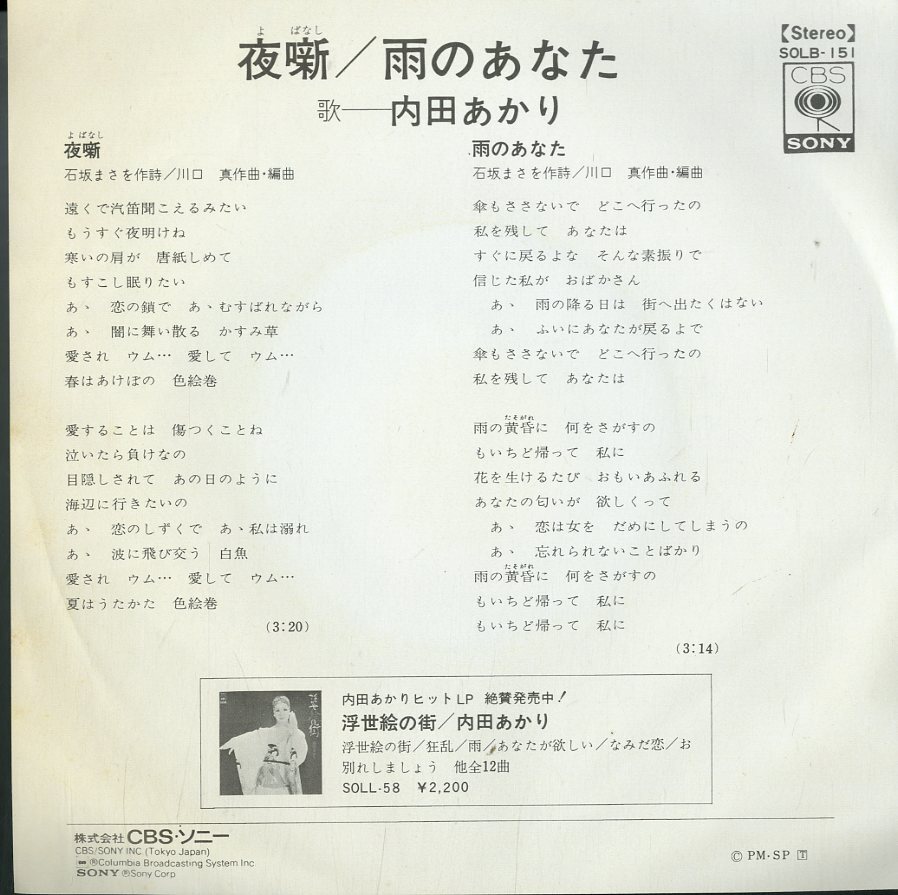 よ ばなし
夜噺／雨のあなた
歌──内田あかり
【Stereo】
SOLB-151
CBS
SONY
よ ばなし
夜噺
石坂まさを作詩／川口　真作曲・編曲
遠くで汽笛聞こえるみたい
もうすぐ夜明けね
寒いの肩が　唐紙しめて
もすこし眠りたい
あゝ　恋の鎖で　あゝむすばれながら
あゝ　闇に舞い散る　かすみ草
愛され　ウム…　愛して　ウム…
春はあけぼの　色絵巻
愛することは　傷つくことね
泣いたら負けなの
目隠しされて　あの日のように
海辺に行きたいの
あゝ　恋のしずくで　あゝ私は溺れ
あゝ　波に飛び交う　白魚
愛され　ウム…　愛して　ウム…
夏はうたかた　色絵巻
(3:20)
雨のあなた
石坂まさを作詩／川口　真作曲・編曲
傘もささないで　どこへ行ったの
私を残して　あなたは
すぐに戻るよな　そんな素振りで
信じた私が　おばかさん
あゝ　雨の降る日は　街へ出たくはない
あゝ　ふいにあなたが戻るよで
傘もささないで　どこへ行ったの
私を残して　あなたは
たそがれ
雨の黄昏に　何をさがすの
もいちど帰って　私に
花を生けるたび　おもいあふれる
あなたの匂いが　欲しくって
あゝ　恋は女を　だめにしてしまうの
あゝ　忘れられないことばかり
たそがれ
雨の黄昏に　何をさがすの
もいちど帰って　私に
もいちど帰って　私に
(3:14)
内田あかりヒットLP　絶賛発売中！
浮世絵の街／内田あかり
浮世絵の街／狂乱／雨／あなたが欲しい／なみだ恋／お
別れしましょう　他全12曲
SOLL-58　¥2,200
株式会社 CBS・ソニー
CBS/SONY INC (Tokyo Japan)
®Columbia Broadcasting System Inc
SONY ®Sony Corp
© PM・SP T